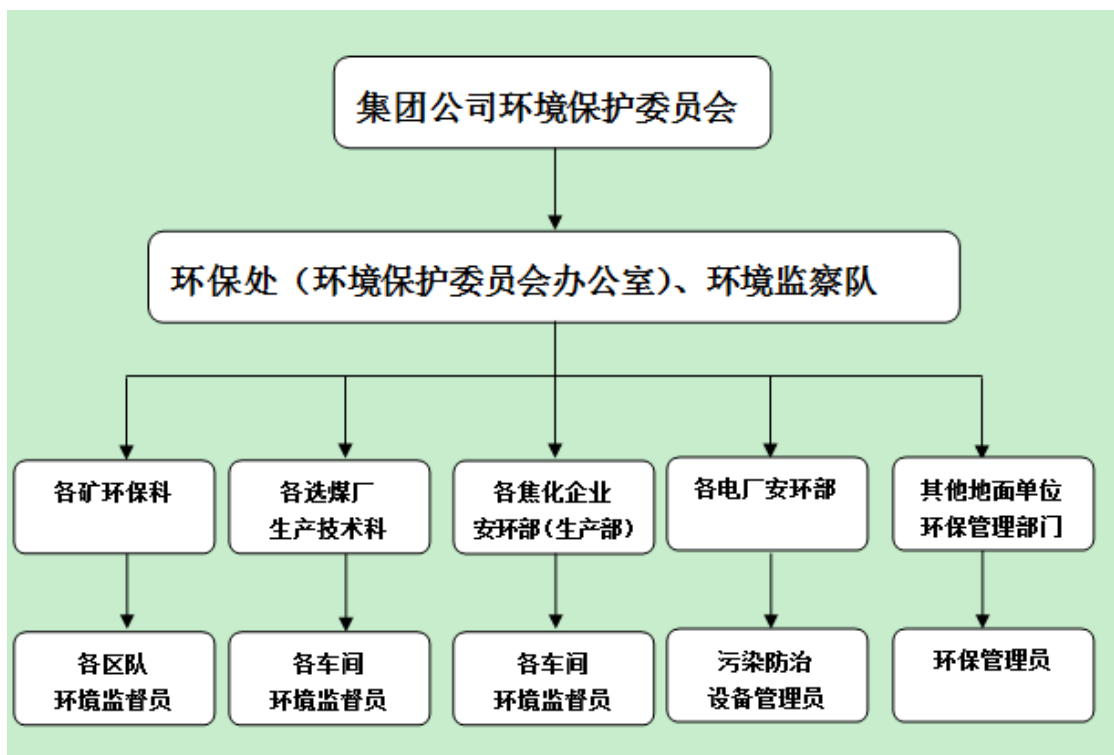 集团公司环境保护委员会
环保处（环境保护委员会办公室）、环境监察队
各矿环保科
各选煤厂
生产技术科
各焦化企业
安环部（生产部）
各电厂安环部
其他地面单位
环保管理部门
各区队
环境监督员
各车间
环境监督员
各车间
环境监督员
污染防治
设备管理员
环保管理员